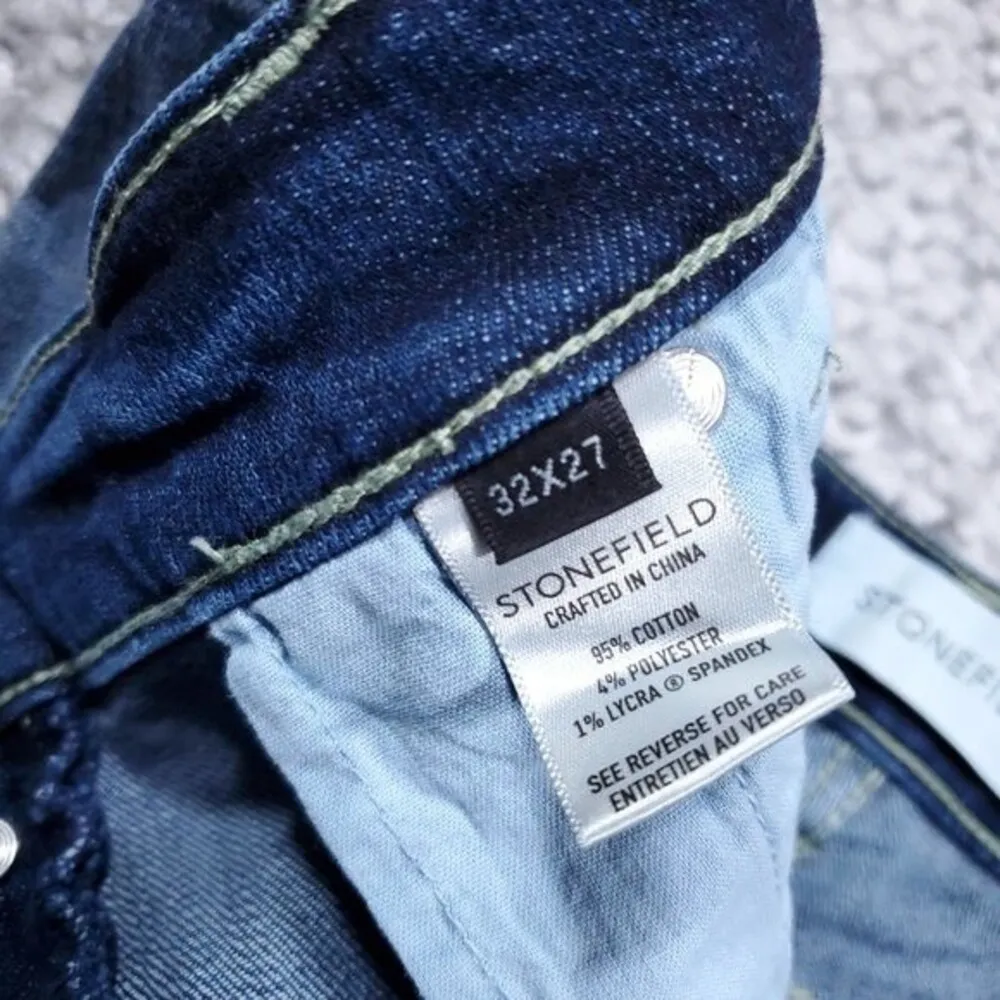 32X27
STONEFIELD
CRAFTED IN CHINA
95% COTTON
4% POLYESTER
1% LYCRA ® SPANDEX
SEE REVERSE FOR CARE
ENTRETIEN AU VERSO
STONEFI